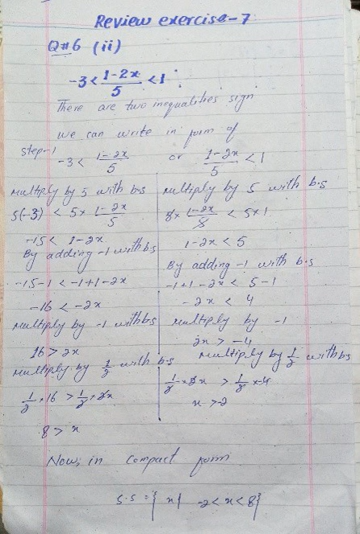 Review exercise-7
Q#6 (ii)
-3 < 1-2x/5 < 1
There are two inequalities sign
we can write in form of
step-1
-3 < 1-2x/5 or 1-2x/5 < 1
Multiply by 5 with b.s
5(-3) < 5x 1-2x/5
-15 < 1-2x
By adding -1 with b.s
-15-1 < -1+1-2x
-16 < -2x
Multiply by -1 with b.s
16 > 2x
Multiply by 1/2 with b.s
1/2 × 16 > 1/2 × 2x
8 > x
Multiply by 5 with b.s
5x 1-2x/5 < 5x1
1-2x < 5
By adding -1 with b.s
-1+1-2x < 5-1
-2x < 4
Multiply by -1
2x > -4
Multiply by 1/2 with b.s
1/2 × 2x > 1/2 × 4
x > 2
Now, in compact form
S.S = { x | -2 < x < 8 }